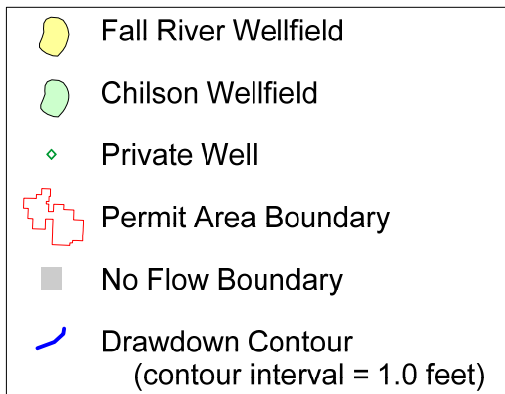 Fall River Wellfield
Chilson Wellfield
Private Well
Permit Area Boundary
No Flow Boundary
Drawdown Contour
(contour interval = 1.0 feet)